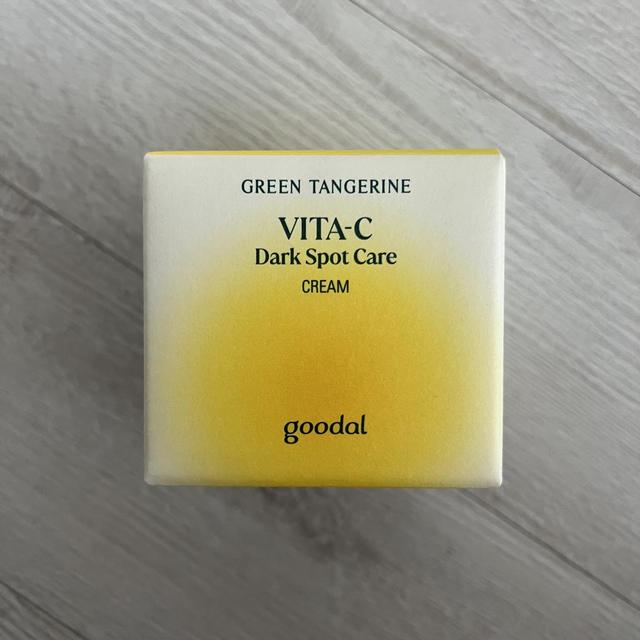 GREEN TANGERINE
VITA-C
Dark Spot Care
CREAM
goodal